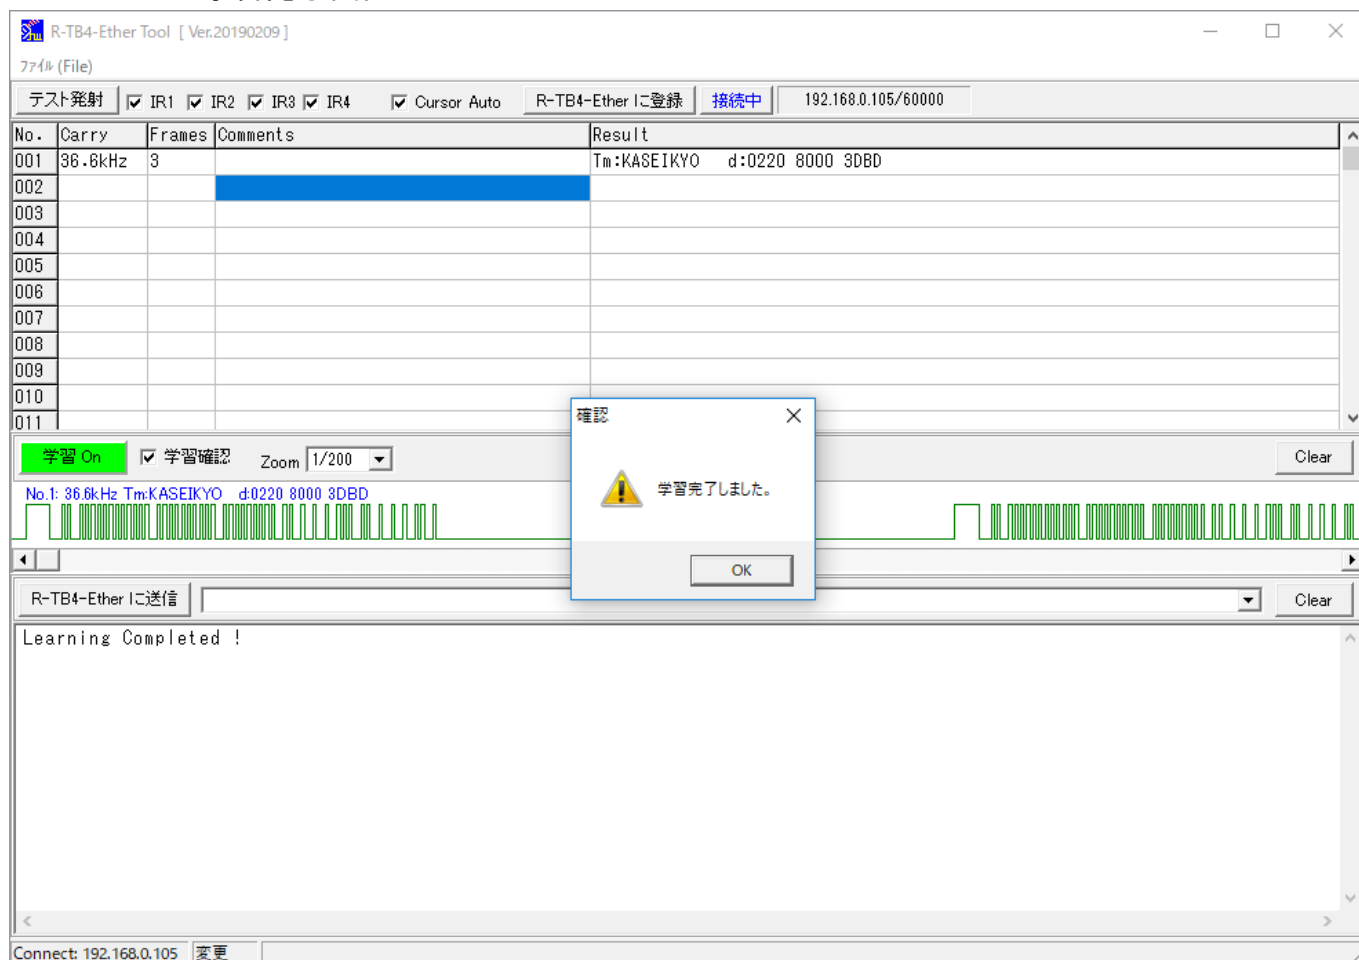 R-TB4-Ether Tool [ Ver.20190209 ]
ﾌｧｲﾙ (File)
テスト発射 IR1 IR2 IR3 IR4 Cursor Auto R-TB4-Ether に登録 接続中 192.168.0.105/60000
No. Carry Frames Comments Result
001 36.6kHz 3 Tm:KASEIKYO d:0220 8000 3DBD
002
003
004
005
006
007
008
009
010
011
確認
学習 On 学習確認 Zoom 1/200 Clear
学習完了しました。
No.1: 36.6kHz Tm:KASEIKYO d:0220 8000 3DBD
OK
R-TB4-Ether に送信 Clear
Learning Completed !
Connect: 192.168.0.105 変更